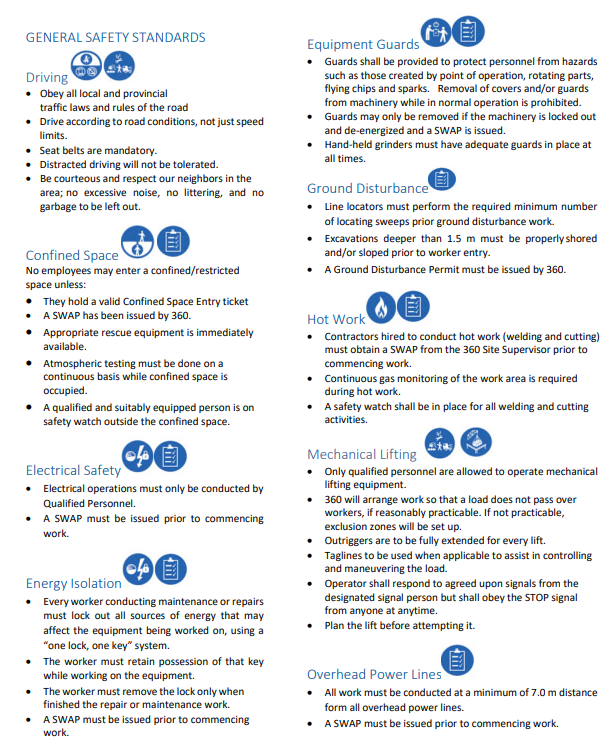 GENERAL SAFETY STANDARDS
Driving
• Obey all local and provincial
traffic laws and rules of the road
• Drive according to road conditions, not just speed
limits.
• Seat belts are mandatory.
• Distracted driving will not be tolerated.
• Be courteous and respect our neighbors in the
area; no excessive noise, no littering, and no
garbage to be left out.
Confined Space
No employees may enter a confined/restricted
space unless:
• They hold a valid Confined Space Entry ticket
• A SWAP has been issued by 360.
• Appropriate rescue equipment is immediately
available.
• Atmospheric testing must be done on a
continuous basis while confined space is
occupied.
• A qualified and suitably equipped person is on
safety watch outside the confined space.
Electrical Safety
• Electrical operations must only be conducted by
Qualified Personnel.
• A SWAP must be issued prior to commencing
work.
Energy Isolation
• Every worker conducting maintenance or repairs
must lock out all sources of energy that may
affect the equipment being worked on, using a
“one lock, one key” system.
• The worker must retain possession of that key
while working on the equipment.
• The worker must remove the lock only when
finished the repair or maintenance work.
• A SWAP must be issued prior to commencing
work.
Equipment Guards
• Guards shall be provided to protect personnel from hazards
such as those created by point of operation, rotating parts,
flying chips and sparks. Removal of covers and/or guards
from machinery while in normal operation is prohibited.
• Guards may only be removed if the machinery is locked out
and de-energized and a SWAP is issued.
• Hand-held grinders must have adequate guards in place at
all times.
Ground Disturbance
• Line locators must perform the required minimum number
of locating sweeps prior ground disturbance work.
• Excavations deeper than 1.5 m must be properly shored
and/or sloped prior to worker entry.
• A Ground Disturbance Permit must be issued by 360.
Hot Work
• Contractors hired to conduct hot work (welding and cutting)
must obtain a SWAP from the 360 Site Supervisor prior to
commencing work.
• Continuous gas monitoring of the work area is required
during hot work.
• A safety watch shall be in place for all welding and cutting
activities.
Mechanical Lifting
• Only qualified personnel are allowed to operate mechanical
lifting equipment.
• 360 will arrange work so that a load does not pass over
workers, if reasonably practicable. If not practicable,
exclusion zones will be set up.
• Outriggers are to be fully extended for every lift.
• Taglines to be used when applicable to assist in controlling
and maneuvering the load.
• Operator shall respond to agreed upon signals from the
designated signal person but shall obey the STOP signal
from anyone at anytime.
• Plan the lift before attempting it.
Overhead Power Lines
• All work must be conducted at a minimum of 7.0 m distance
form all overhead power lines.
• A SWAP must be issued prior to commencing work.